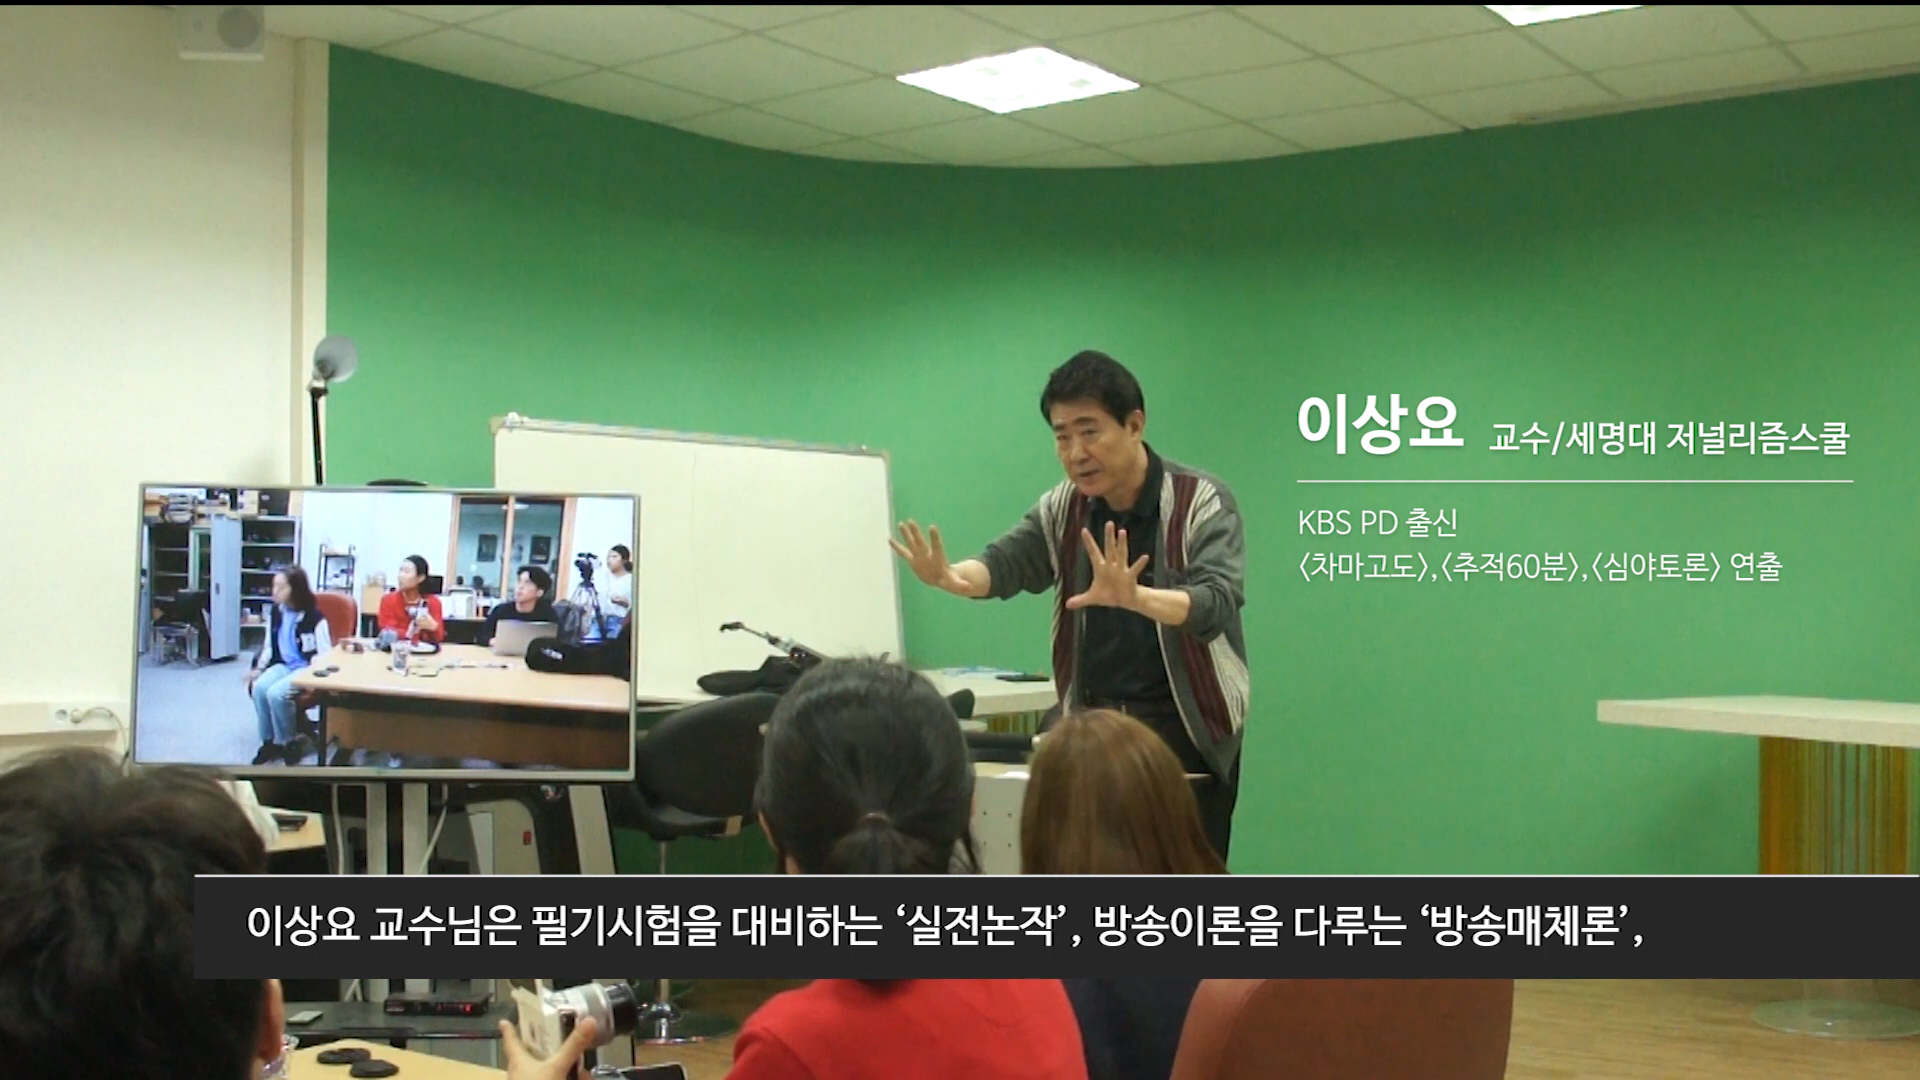 이상요 교수/세명대 저널리즘스쿨
KBS PD 출신
〈차마고도〉,〈추적60분〉,〈심야토론〉 연출
이상요 교수님은 필기시험을 대비하는 ‘실전논작’, 방송이론을 다루는 ‘방송매체론’,